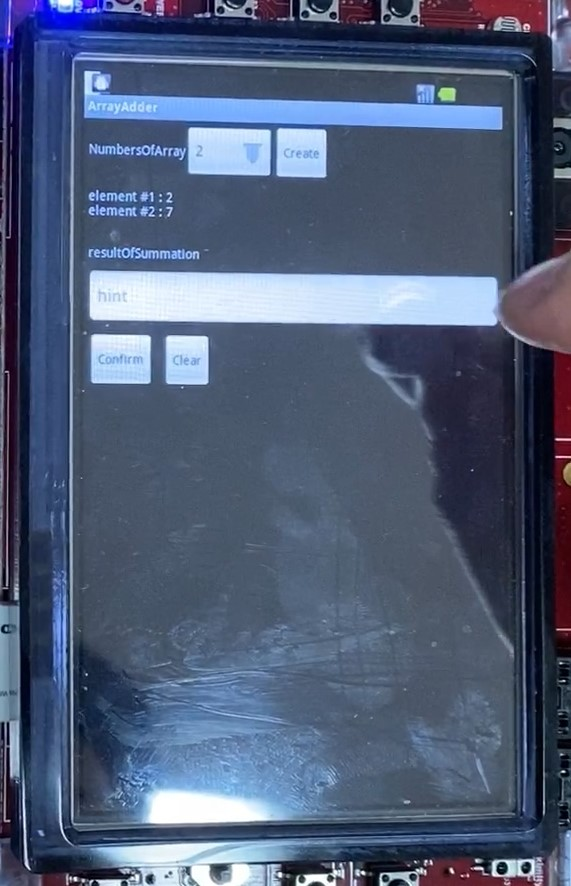 ArrayAdder
NumbersOfArray 2 Create
element #1 : 2
element #2 : 7
resultOfSummation
hint
Confirm Clear